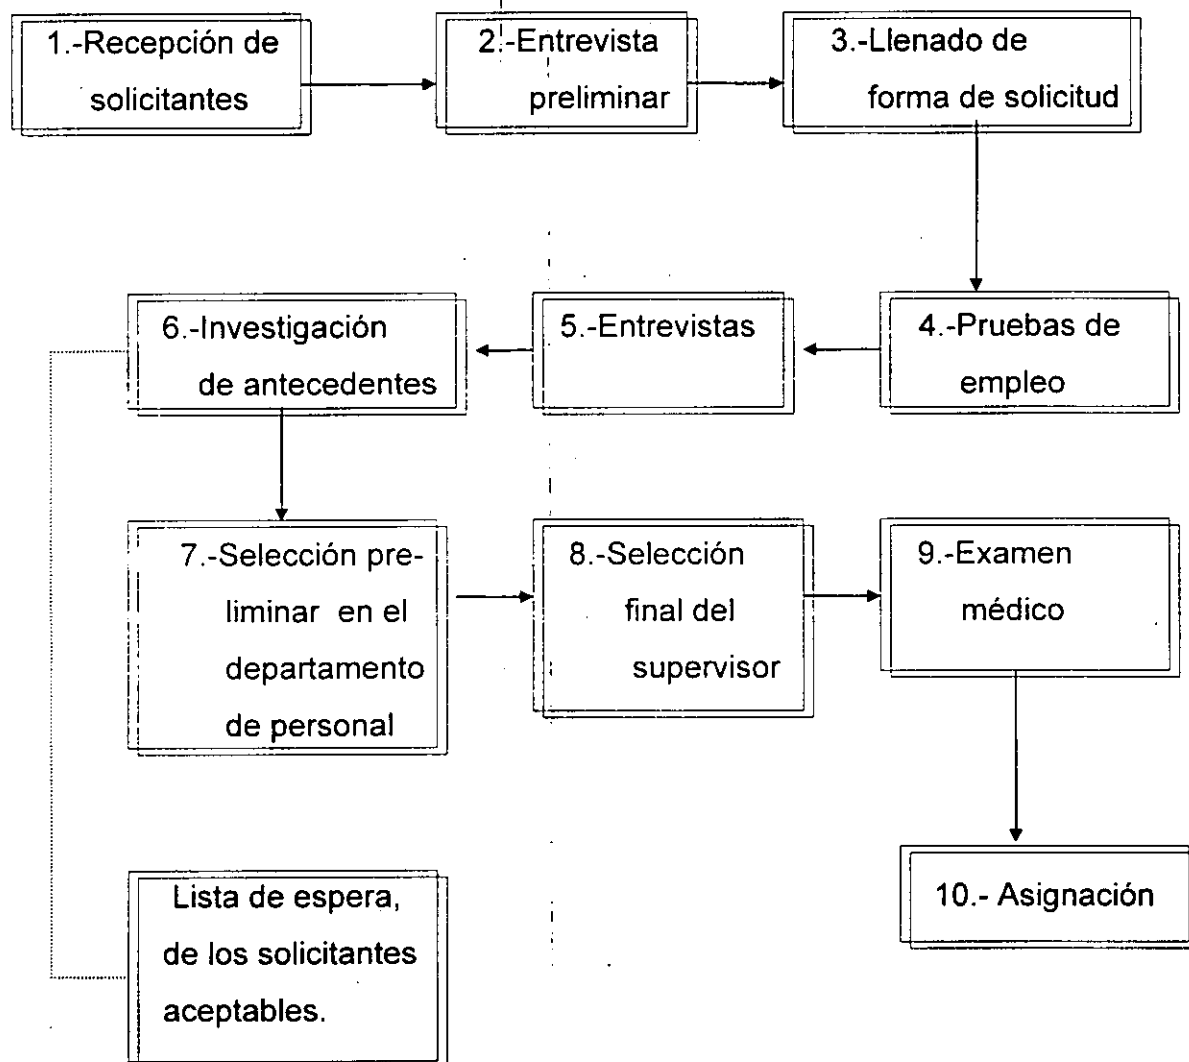 1.-Recepción de
solicitantes
2.-Entrevista
preliminar
3.-Llenado de
forma de solicitud
4.-Pruebas de
empleo
5.-Entrevistas
6.-Investigación
de antecedentes
7.-Selección pre-
liminar en el
departamento
de personal
8.-Selección
final del
supervisor
9.-Examen
médico
10.- Asignación
Lista de espera,
de los solicitantes
aceptables.